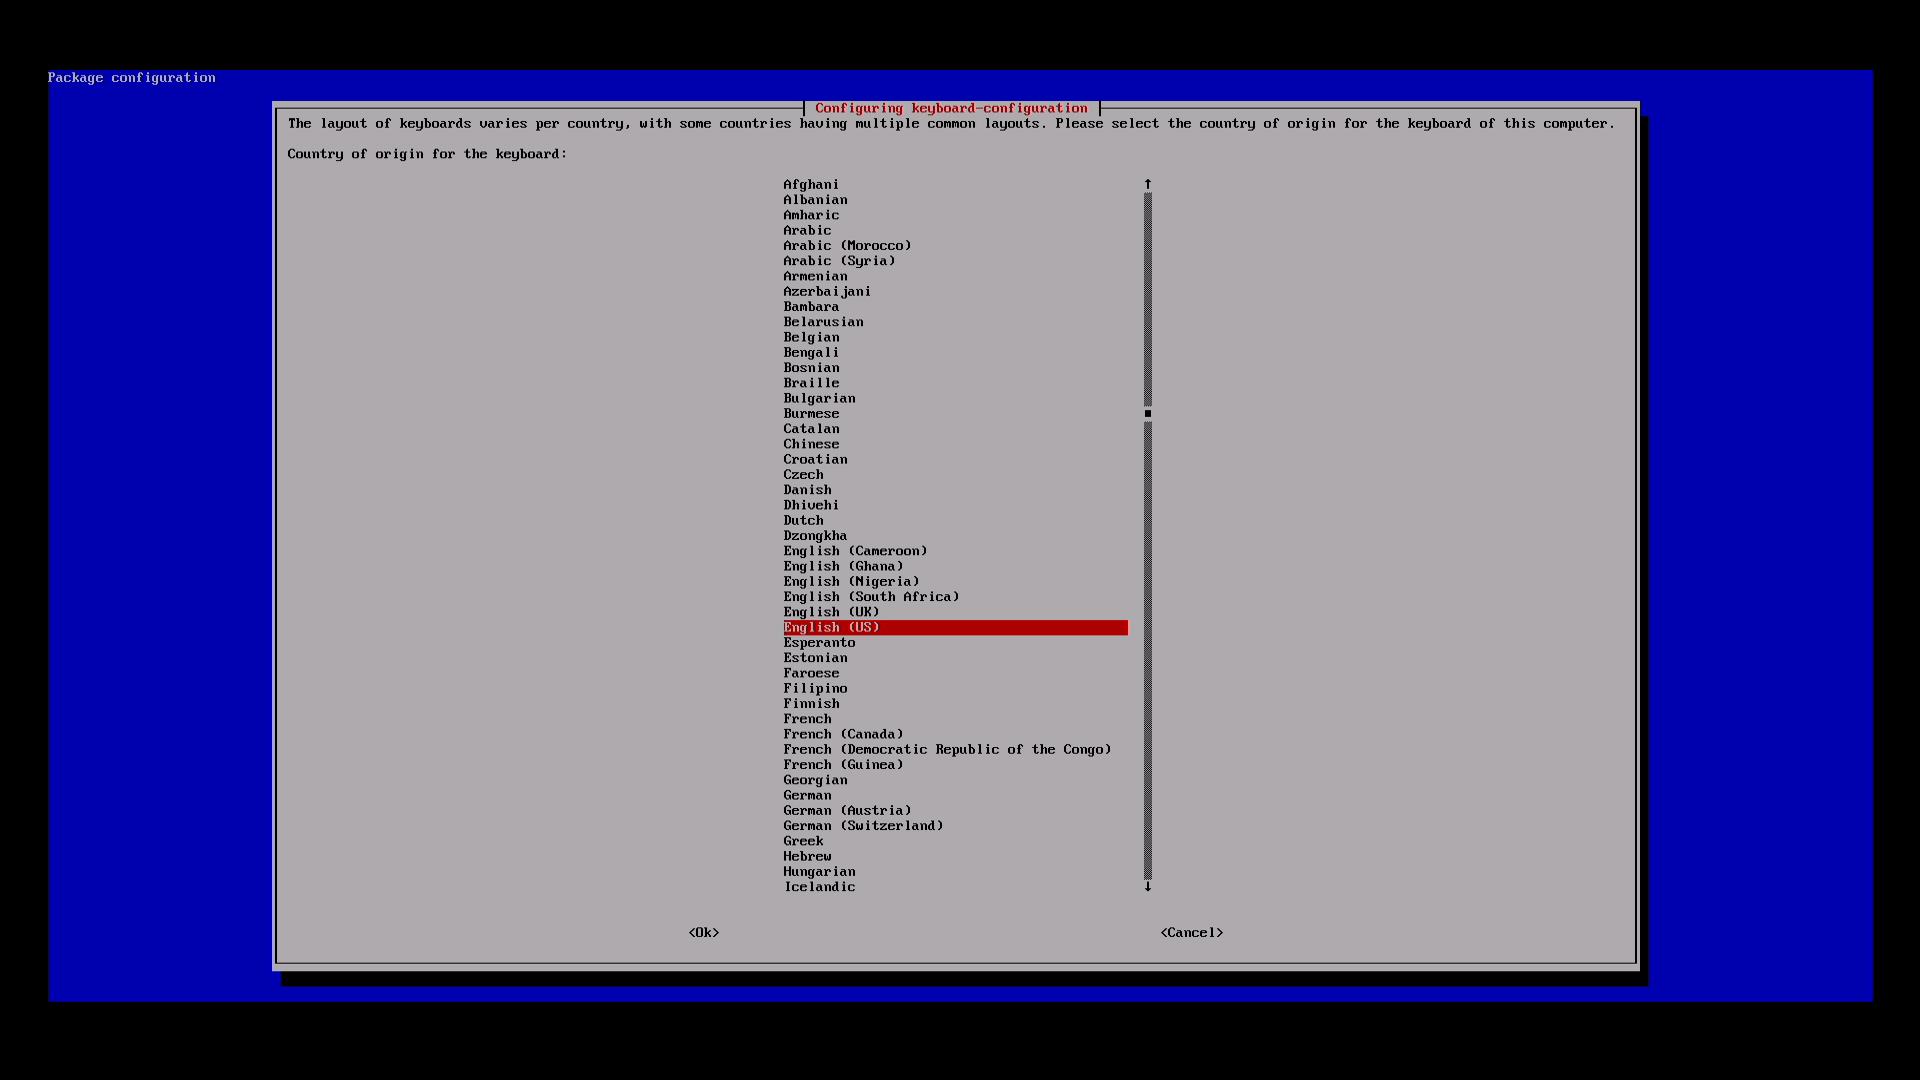 Package configuration
Configuring keyboard-configuration
The layout of keyboards varies per country, with some countries having multiple common layouts. Please select the country of origin for the keyboard of this computer.
Country of origin for the keyboard:
Afghani
Albanian
Amharic
Arabic
Arabic (Morocco)
Arabic (Syria)
Armenian
Azerbaijani
Bambara
Belarusian
Belgian
Bengali
Bosnian
Braille
Bulgarian
Burmese
Catalan
Chinese
Croatian
Czech
Danish
Dhivehi
Dutch
Dzongkha
English (Cameroon)
English (Ghana)
English (Nigeria)
English (South Africa)
English (UK)
English (US)
Esperanto
Estonian
Faroese
Filipino
Finnish
French
French (Canada)
French (Democratic Republic of the Congo)
French (Guinea)
Georgian
German
German (Austria)
German (Switzerland)
Greek
Hebrew
Hungarian
Icelandic
<Ok> <Cancel>